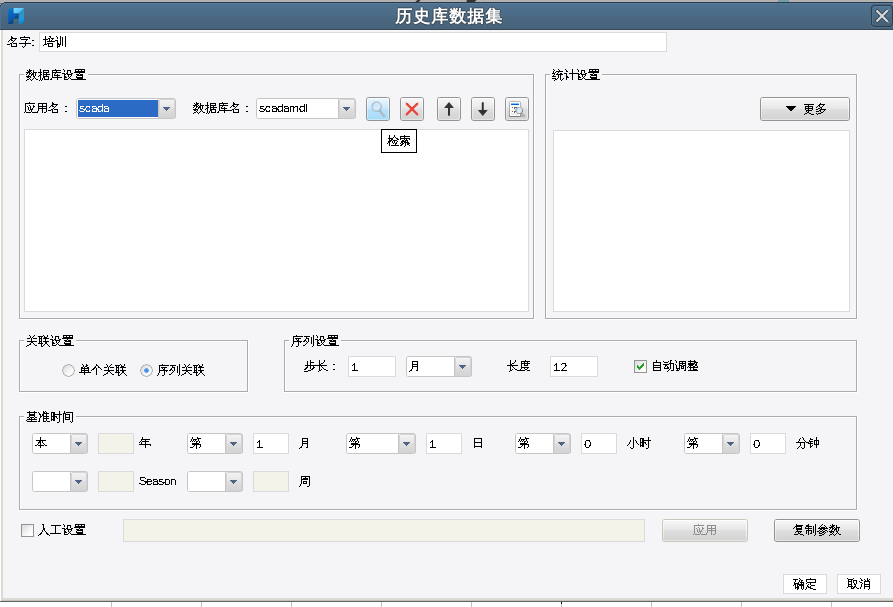 历史库数据集
名字: 培训
数据库设置
统计设置
应用名： scada 数据库名： scadamdl
更多
检索
关联设置
序列设置
单个关联 序列关联
步长： 1 月 长度 12 自动调整
基准时间
本 年 第 1 月 第 1 日 第 0 小时 第 0 分钟
Season 周
人工设置 应用 复制参数
确定 取消